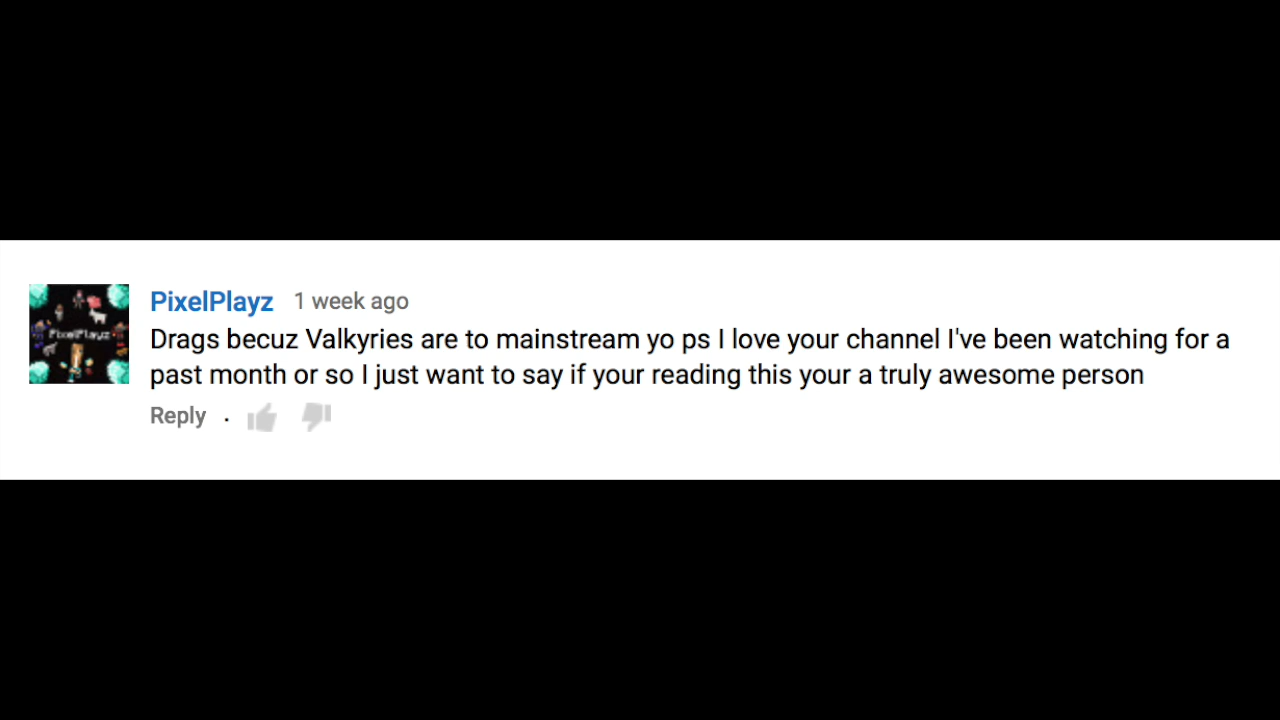 PixelPlayz 1 week ago
Drags becuz Valkyries are to mainstream yo ps I love your channel I've been watching for a
past month or so I just want to say if your reading this your a truly awesome person
Reply .
PixelPlayz